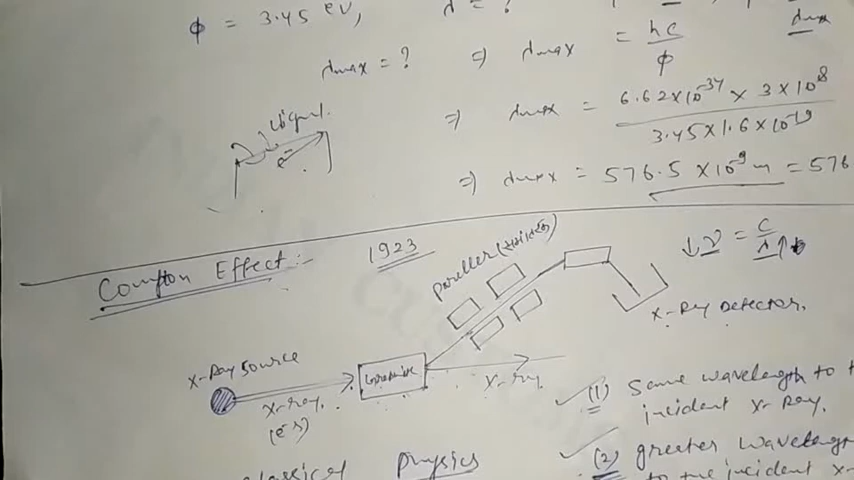 ϕ = 3.45 eV, λ = ?
λmax = ? ⇒ λmax = hc/ϕ
⇒ λmax = 6.62×10⁻³⁴ × 3×10⁸ / 3.45×1.6×10⁻¹⁹
⇒ λmax = 576.5 ×10⁻⁹ m = 576
e⁻
Compton Effect:- 1923
↓ν = c/λ↑
X-Ray Detector.
X-Ray Source
X-ray.
X-ray.
(1) Same wavelength to
incident X-Ray.
(2) greater wavelength
to the incident X-
classical physics